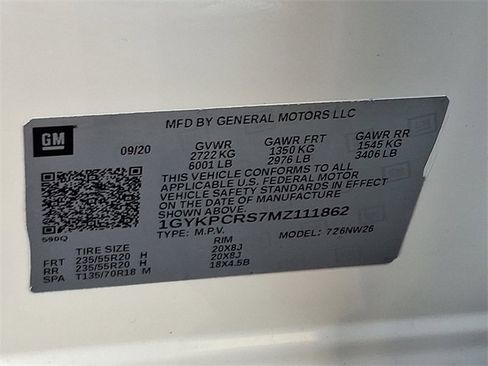 GM
MFD BY GENERAL MOTORS LLC
09/20 GVWR GAWR FRT GAWR RR
2722 KG 1350 KG 1545 KG
6001 LB 2976 LB 3406 LB
THIS VEHICLE CONFORMS TO ALL
APPLICABLE U.S. FEDERAL MOTOR
VEHICLE SAFETY STANDARDS IN EFFECT
ON THE DATE OF MANUFACTURE
SHOWN ABOVE.
1GYKPCRS7MZ111862
TYPE: M.P.V. MODEL: 726NW26
590Q
TIRE SIZE RIM
FRT 235/55R20 H 20X8J
RR 235/55R20 H 20X8J
SPA T135/70R18 M 18X4.5B